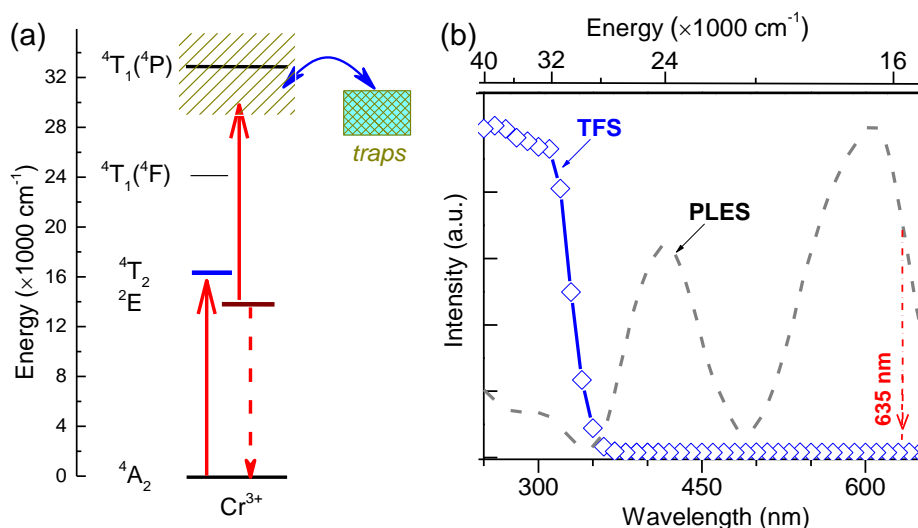 (a)
Energy (×1000 cm⁻¹)
32
28
24
20
16
12
8
4
0
⁴T₁(⁴P)
⁴T₁(⁴F)
⁴T₂
²E
⁴A₂
traps
Cr³⁺
(b)
Energy (×1000 cm⁻¹)
40
32
24
16
TFS
PLES
635 nm
Intensity (a.u.)
300
450
600
Wavelength (nm)